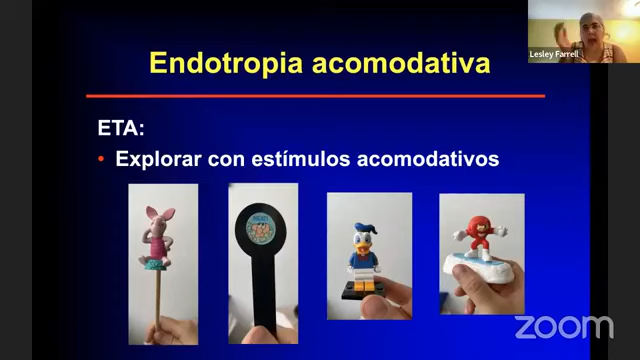 Endotropia acomodativa
Lesley Farrell
ETA:
• Explorar con estímulos acomodativos
zoom